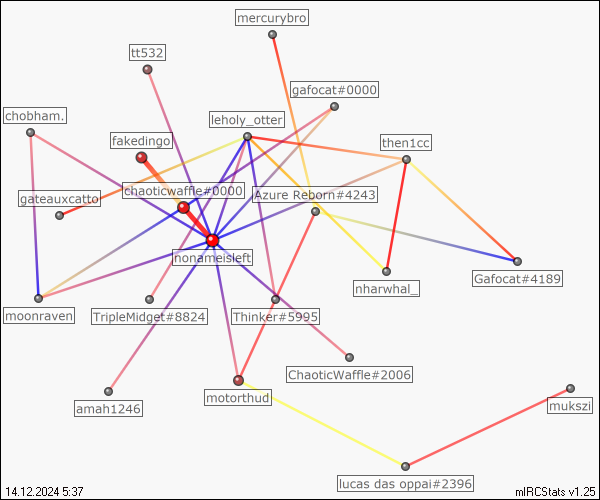 mercurybro
tt532
gafocat#0000
chobham.
leholy_otter
fakedingo
then1cc
chaoticwaffle#0000
gateauxcatto
Azure Reborn#4243
nonameisleft
Gafocat#4189
nharwhal_
moonraven
TripleMidget#8824
Thinker#5995
ChaoticWaffle#2006
motorthud
amah1246
mukszi
lucas das oppai#2396
14.12.2024 5:37
mIRCStats v1.25